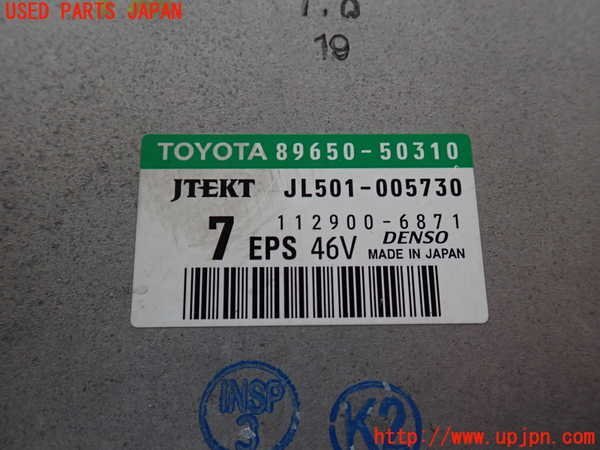 USED PARTS JAPAN
19
TOYOTA 89650-50310
JTEKT JL501-005730
112900-6871
7 EPS 46V DENSO
MADE IN JAPAN
INSP
3
K2
http://www.upjpn.com/